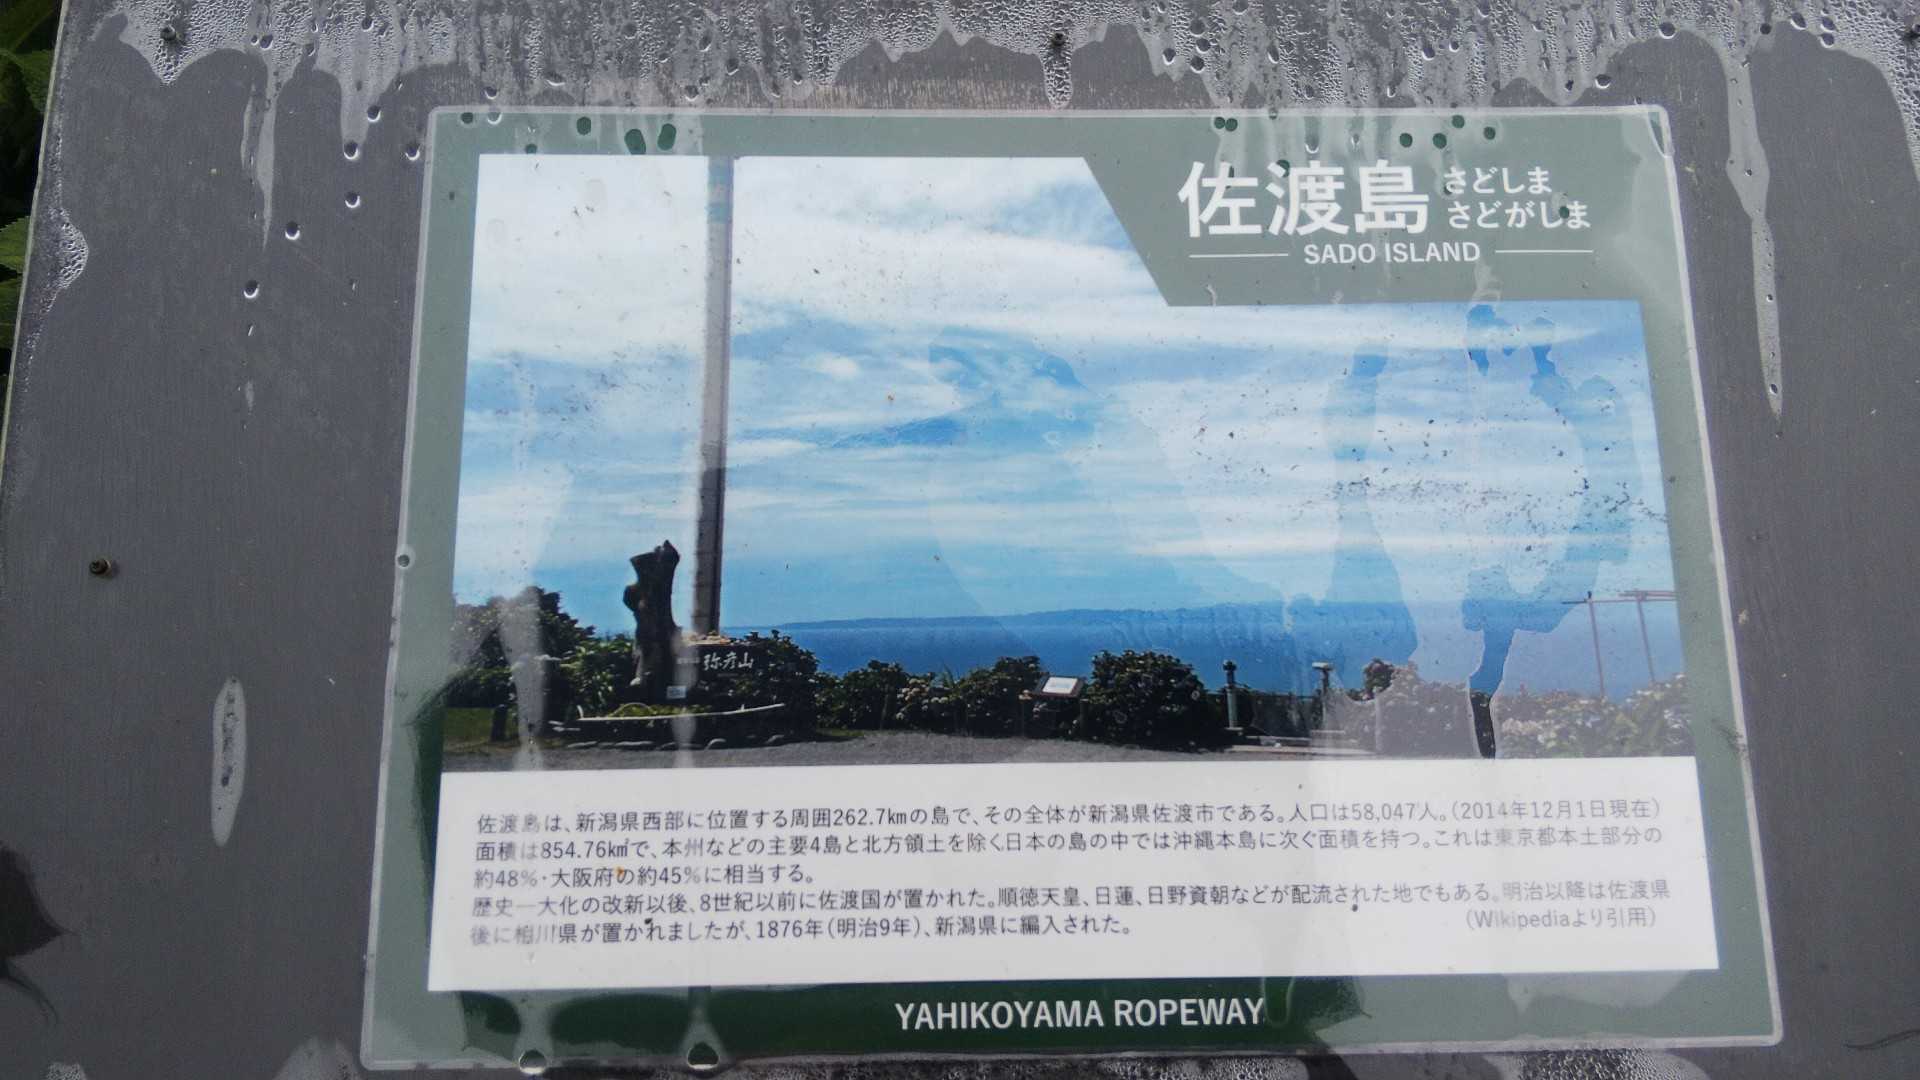 佐渡島 さどしま
さどがしま
SADO ISLAND
弥彦山
佐渡島は、新潟県西部に位置する周囲262.7㎞の島で、その全体が新潟県佐渡市である。人口は58,047人。(2014年12月1日現在)
面積は854.76㎢で、本州などの主要4島と北方領土を除く日本の島の中では沖縄本島に次ぐ面積を持つ。これは東京都本土部分の
約48%・大阪府の約45%に相当する。
歴史―大化の改新以後、8世紀以前に佐渡国が置かれた。順徳天皇、日蓮、日野資朝などが配流された地でもある。明治以降は佐渡県
後に相川県が置かれましたが、1876年(明治9年)、新潟県に編入された。
(Wikipediaより引用)
YAHIKOYAMA ROPEWAY